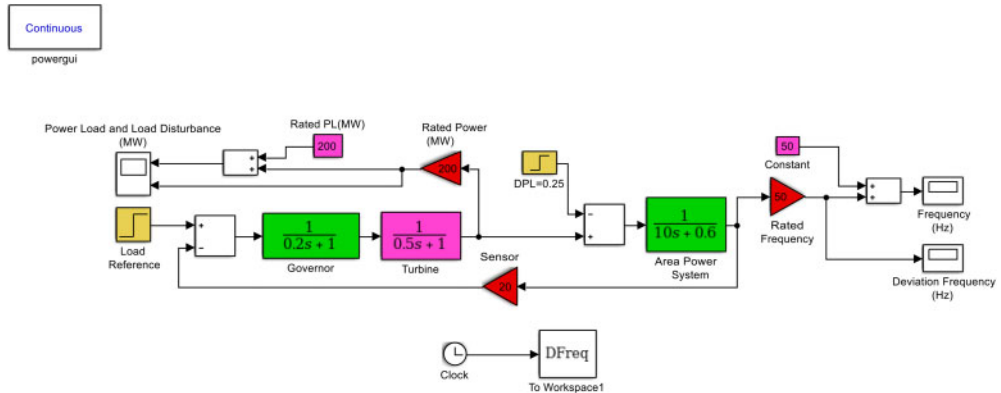 Continuous
powergui
Power Load and Load Disturbance
(MW)
Rated PL(MW)
200
+
+
Rated Power
(MW)
200
DPL=0.25
50
Constant
Load
Reference
+
−
1
0.2s + 1
Governor
1
0.5s + 1
Turbine
Sensor
20
−
+
1
10s + 0.6
Area Power
System
50
Rated
Frequency
+
+
Frequency
(Hz)
Deviation Frequency
(Hz)
Clock
DFreq
To Workspace1